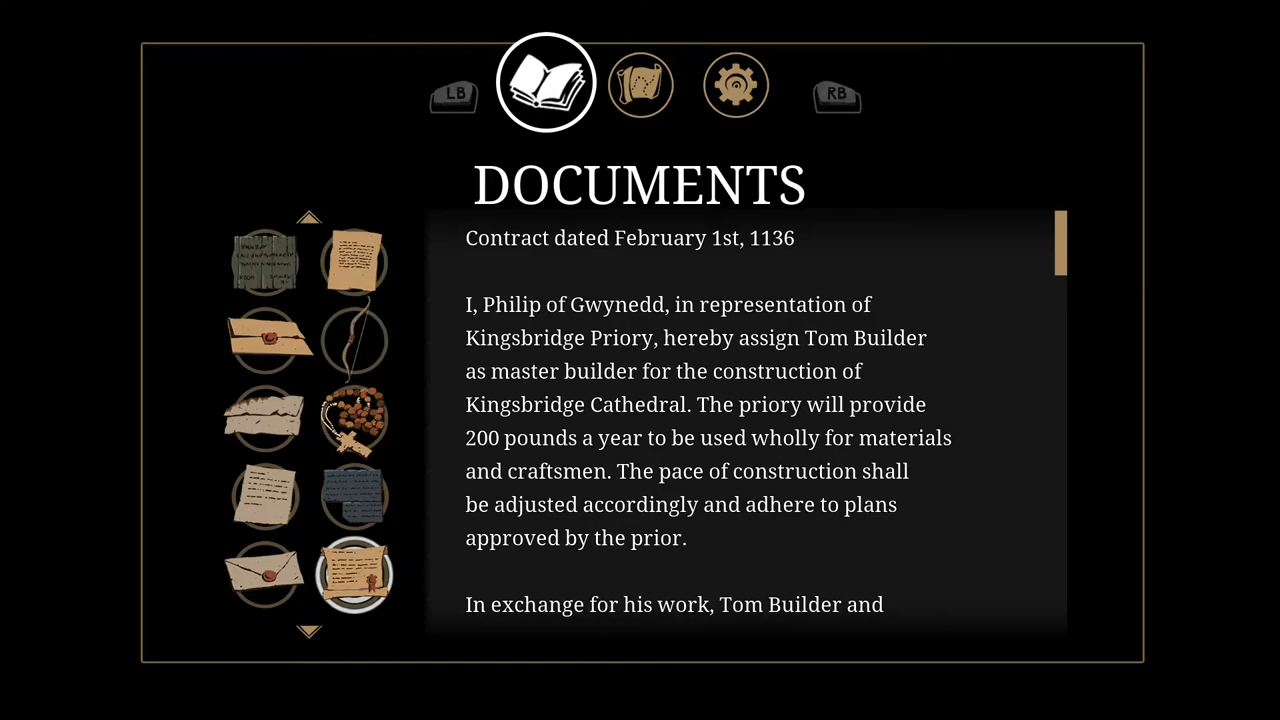 LB
RB
DOCUMENTS
Contract dated February 1st, 1136
I, Philip of Gwynedd, in representation of
Kingsbridge Priory, hereby assign Tom Builder
as master builder for the construction of
Kingsbridge Cathedral. The priory will provide
200 pounds a year to be used wholly for materials
and craftsmen. The pace of construction shall
be adjusted accordingly and adhere to plans
approved by the prior.
In exchange for his work, Tom Builder and